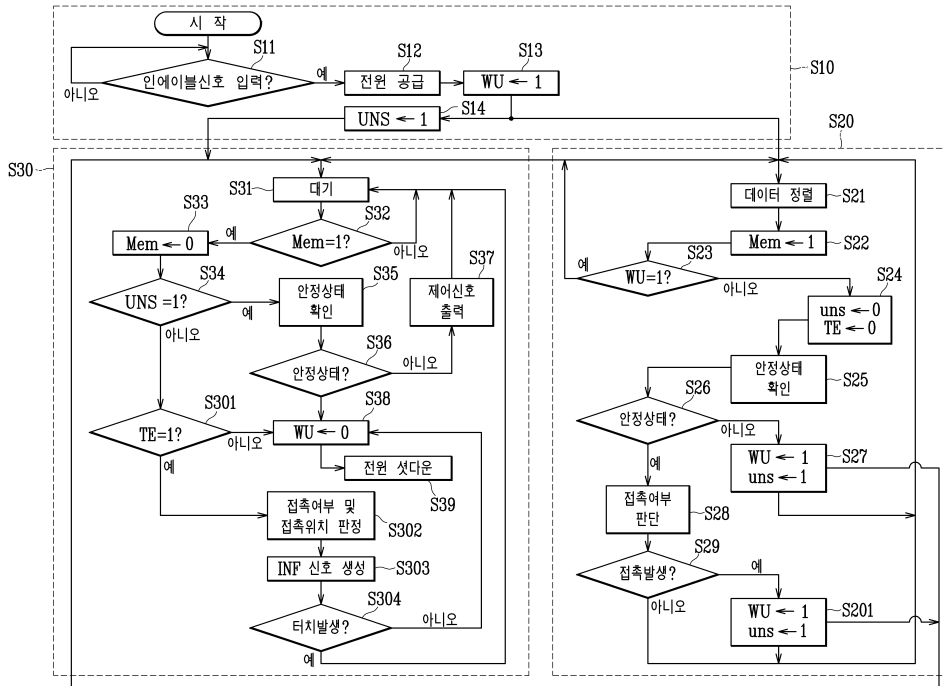 시 작
S11
인에이블신호 입력?
예
아니오
S12
전원 공급
S13
WU ← 1
S10
S14
UNS ← 1
S20
S30
S31
대기
S32
Mem=1?
예
아니오
S33
Mem ← 0
S34
UNS =1?
예
아니오
S35
안정상태
확인
S36
안정상태?
아니오
S37
제어신호
출력
S301
TE=1?
아니오
예
S38
WU ← 0
전원 셧다운
S39
접촉여부 및
접촉위치 판정
S302
INF 신호 생성
S303
S304
터치발생?
아니오
예
데이터 정렬
S21
Mem ← 1
S22
S23
WU=1?
예
아니오
S24
uns ← 0
TE ← 0
안정상태
확인
S25
S26
안정상태?
아니오
예
WU ← 1
uns ← 1
S27
접촉여부
판단
S28
S29
접촉발생?
예
아니오
WU ← 1
uns ← 1
S201